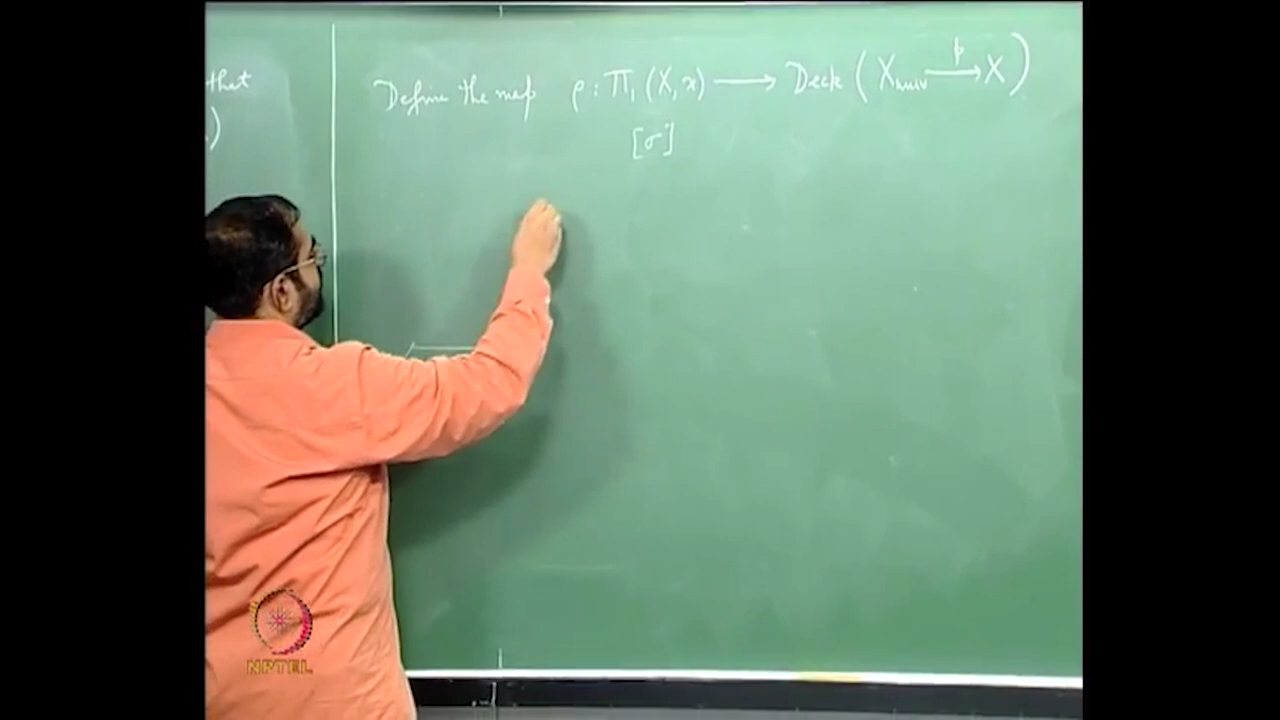 that
)
Define the map ρ : Π₁ (X, x) ⟶ Deck ( X_univ ⟶^p X )
[σ]
NPTEL